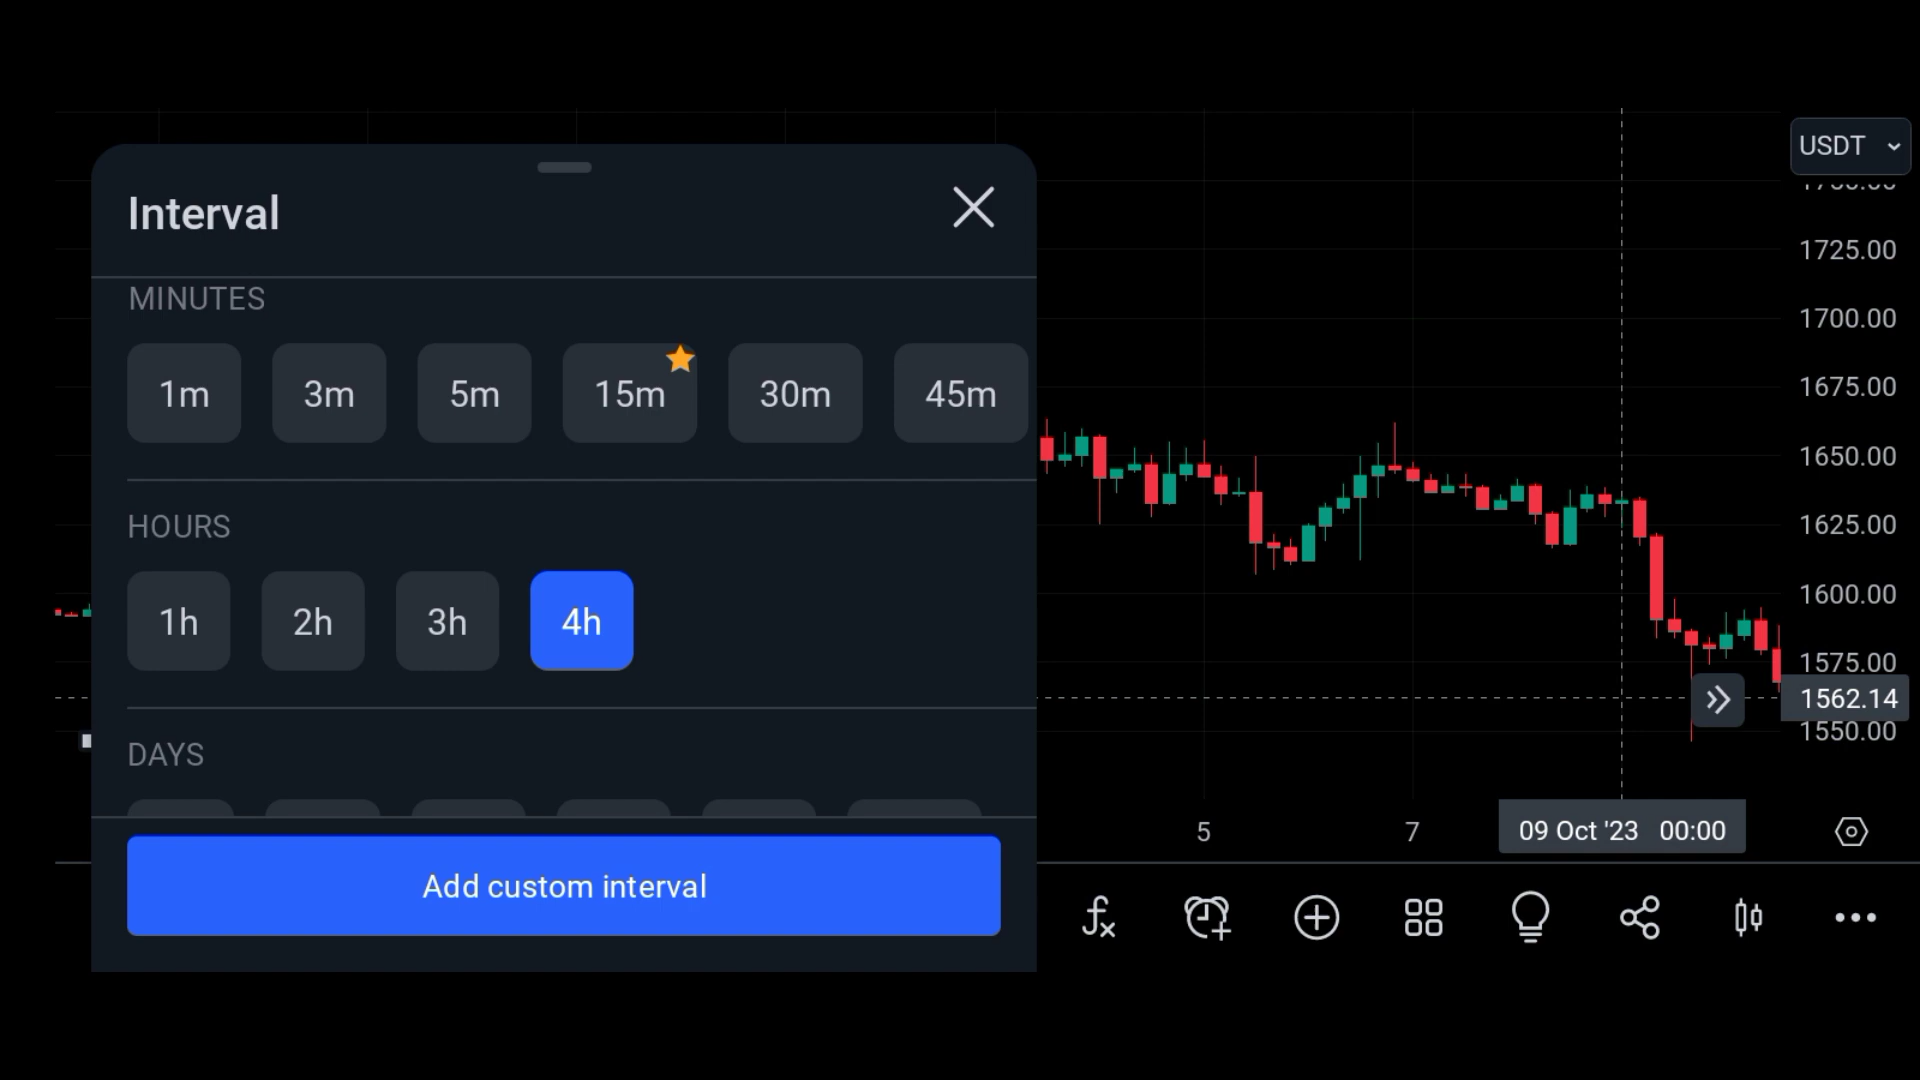 Interval
MINUTES
1m 3m 5m 15m 30m 45m
HOURS
1h 2h 3h 4h
DAYS
Add custom interval
USDT
1725.00
1700.00
1675.00
1650.00
1625.00
1600.00
1575.00
1562.14
1550.00
5 7 09 Oct '23 00:00